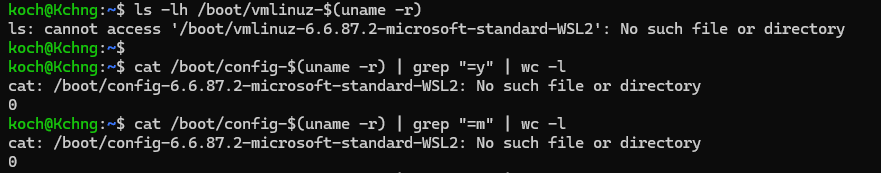 koch@Kchng:~$ ls -lh /boot/vmlinuz-$(uname -r)
ls: cannot access '/boot/vmlinuz-6.6.87.2-microsoft-standard-WSL2': No such file or directory
koch@Kchng:~$
koch@Kchng:~$ cat /boot/config-$(uname -r) | grep "=y" | wc -l
cat: /boot/config-6.6.87.2-microsoft-standard-WSL2: No such file or directory
0
koch@Kchng:~$ cat /boot/config-$(uname -r) | grep "=m" | wc -l
cat: /boot/config-6.6.87.2-microsoft-standard-WSL2: No such file or directory
0